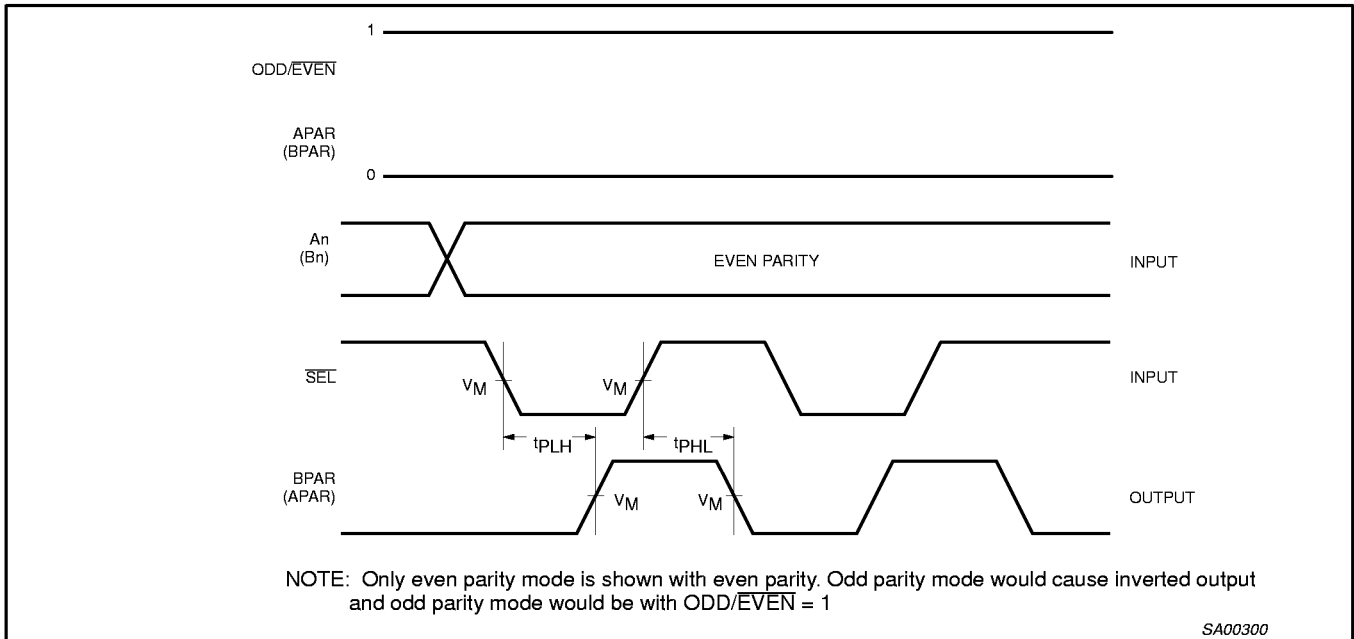 1
ODD/EVEN
APAR
(BPAR)
0
An
(Bn)
EVEN PARITY
INPUT
SEL
VM
VM
INPUT
tPLH
tPHL
BPAR
(APAR)
VM
VM
OUTPUT
NOTE: Only even parity mode is shown with even parity. Odd parity mode would cause inverted output
and odd parity mode would be with ODD/EVEN = 1
SA00300